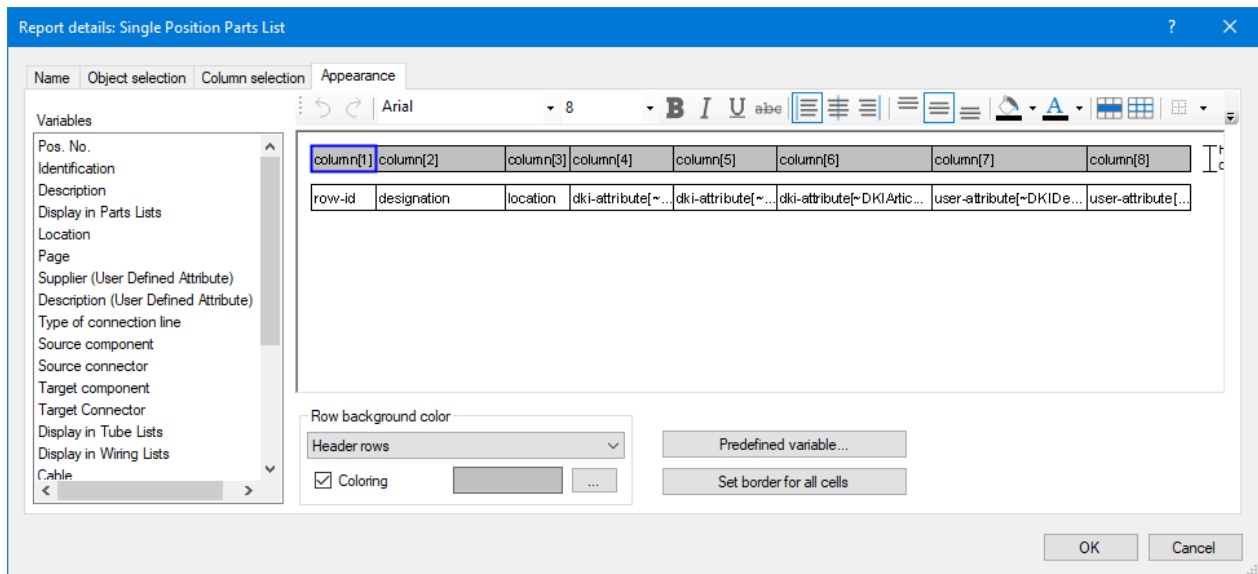 Report details: Single Position Parts List ? ×
Name Object selection Column selection Appearance
Variables
Arial 8 B I U abc A
Pos. No.
Identification
Description
Display in Parts Lists
Location
Page
Supplier (User Defined Attribute)
Description (User Defined Attribute)
Type of connection line
Source component
Source connector
Target component
Target Connector
Display in Tube Lists
Display in Wiring Lists
Cable
column[1] column[2] column[3] column[4] column[5] column[6] column[7] column[8]
row-id designation location dki-attribute[~... dki-attribute[~... dki-attribute[~DKIArtic... user-attribute[~DKIDe... user-attribute[...
Row background color
Header rows
Coloring ...
Predefined variable...
Set border for all cells
OK Cancel